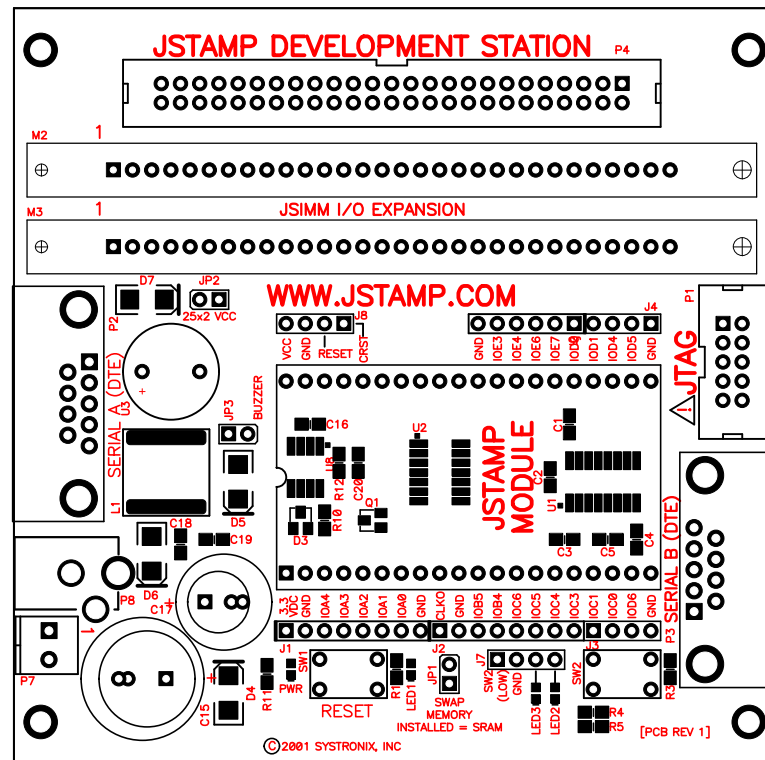 JSTAMP DEVELOPMENT STATION
P4
M2
1
M3
1
JSIMM I/O EXPANSION
D7
JP2
P2
25x2 VCC
WWW.JSTAMP.COM
J8
J4
P1
VCC
GND
RESET
CRST
GND
IOE3
IOE4
IOE6
IOE7
IOD1
IOD4
IOD5
GND
JTAG
!
SERIAL A (DTE)
U3
+
JP3
BUZZER
C16
U2
C1
JSTAMP
MODULE
U8
R12
C20
C2
U1
L1
D5
Q1
R10
D3
C18
C19
C3
C5
C4
SERIAL B (DTE)
D6
P8
C17
+
3.3
VDC
GND
IOA4
IOA3
IOA2
IOA1
IOA0
GND
CLKO
GND
IOB5
IOB4
IOC6
IOC5
IOC4
IOC3
IOC1
IOC0
IOD6
GND
P3
1
P7
J1
SW1
J2
J7
J3
SW2
C15
+
D4
R11
PWR
RESET
R1
LED1
JP1
SWAP
MEMORY
INSTALLED = SRAM
SW2
(LOW)
GND
LED3
LED2
R3
R4
R5
[PCB REV 1]
© 2001 SYSTRONIX, INC